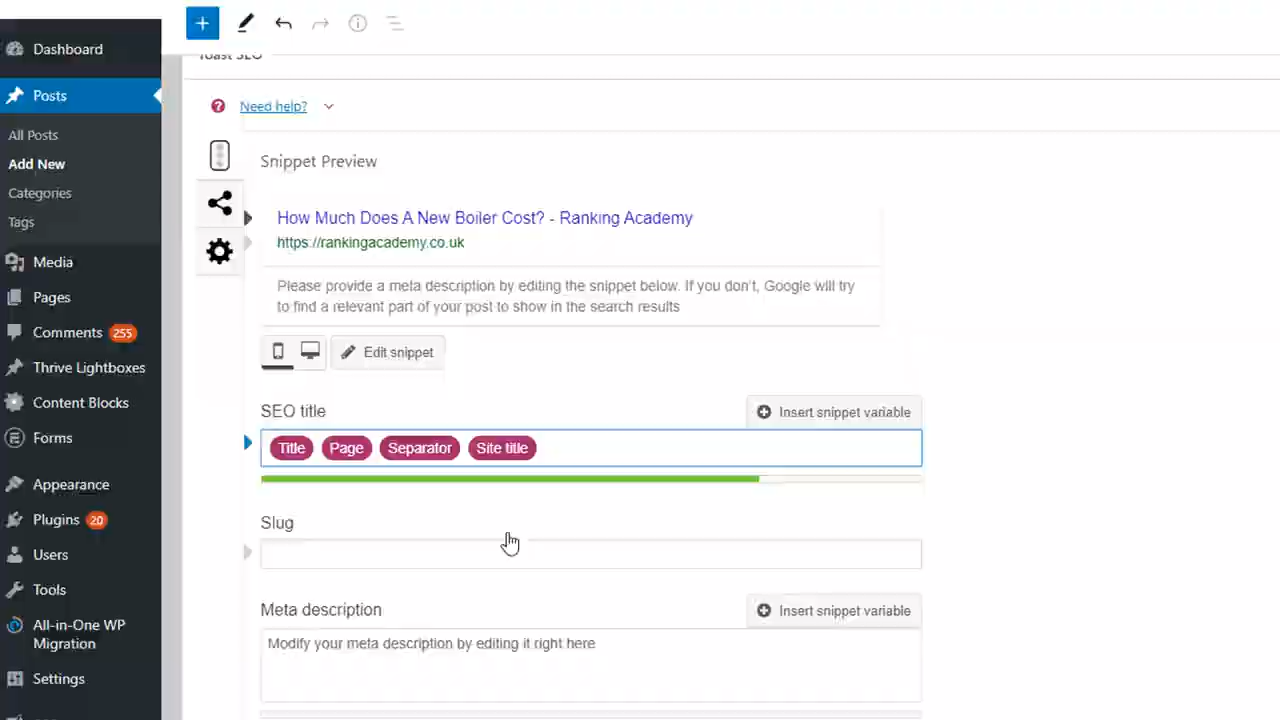 Dashboard
Posts
All Posts
Add New
Categories
Tags
Media
Pages
Comments 255
Thrive Lightboxes
Content Blocks
Forms
Appearance
Plugins 20
Users
Tools
All-in-One WP
Migration
Settings
Need help?
Snippet Preview
How Much Does A New Boiler Cost? - Ranking Academy
https://rankingacademy.co.uk
Please provide a meta description by editing the snippet below. If you don't, Google will try
to find a relevant part of your post to show in the search results
Edit snippet
SEO title
Insert snippet variable
Title Page Separator Site title
Slug
Meta description
Insert snippet variable
Modify your meta description by editing it right here